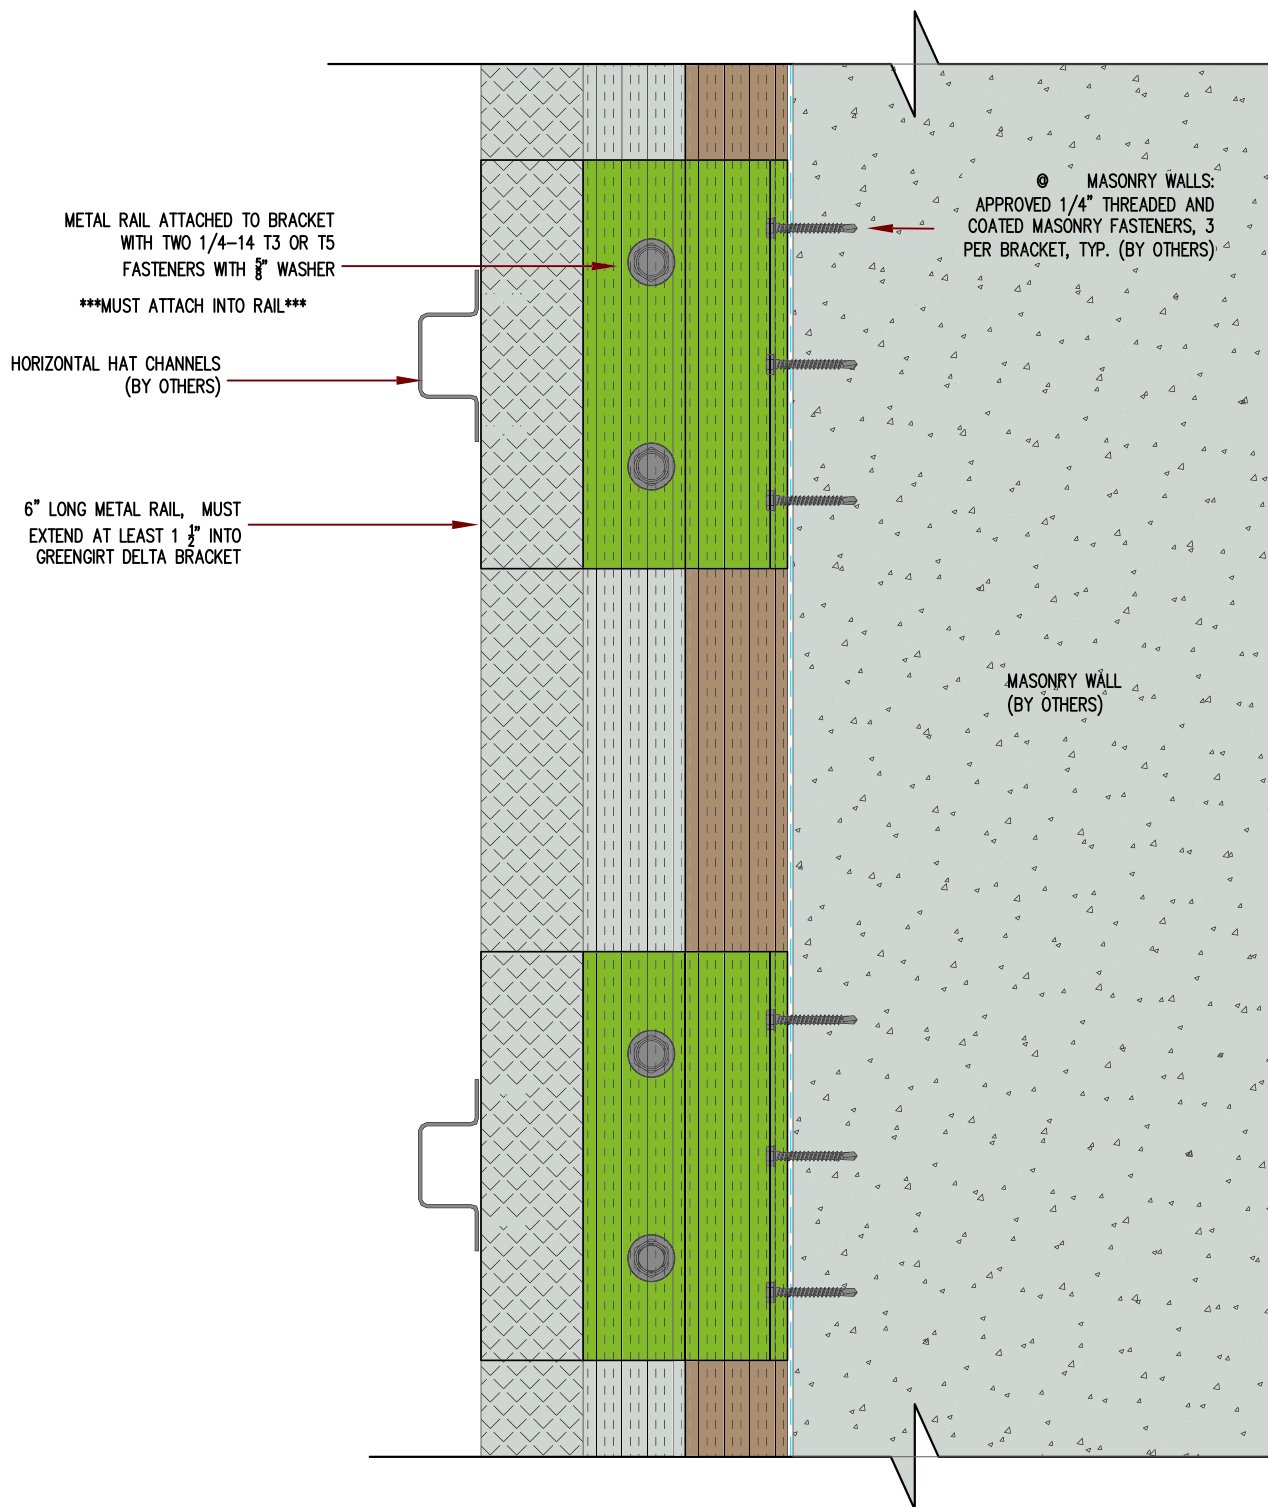 METAL RAIL ATTACHED TO BRACKET
WITH TWO 1/4-14 T3 OR T5
FASTENERS WITH 5/8" WASHER
***MUST ATTACH INTO RAIL***
HORIZONTAL HAT CHANNELS
(BY OTHERS)
6" LONG METAL RAIL, MUST
EXTEND AT LEAST 1 1/2" INTO
GREENGIRT DELTA BRACKET
@ MASONRY WALLS:
APPROVED 1/4" THREADED AND
COATED MASONRY FASTENERS, 3
PER BRACKET, TYP. (BY OTHERS)
MASONRY WALL
(BY OTHERS)